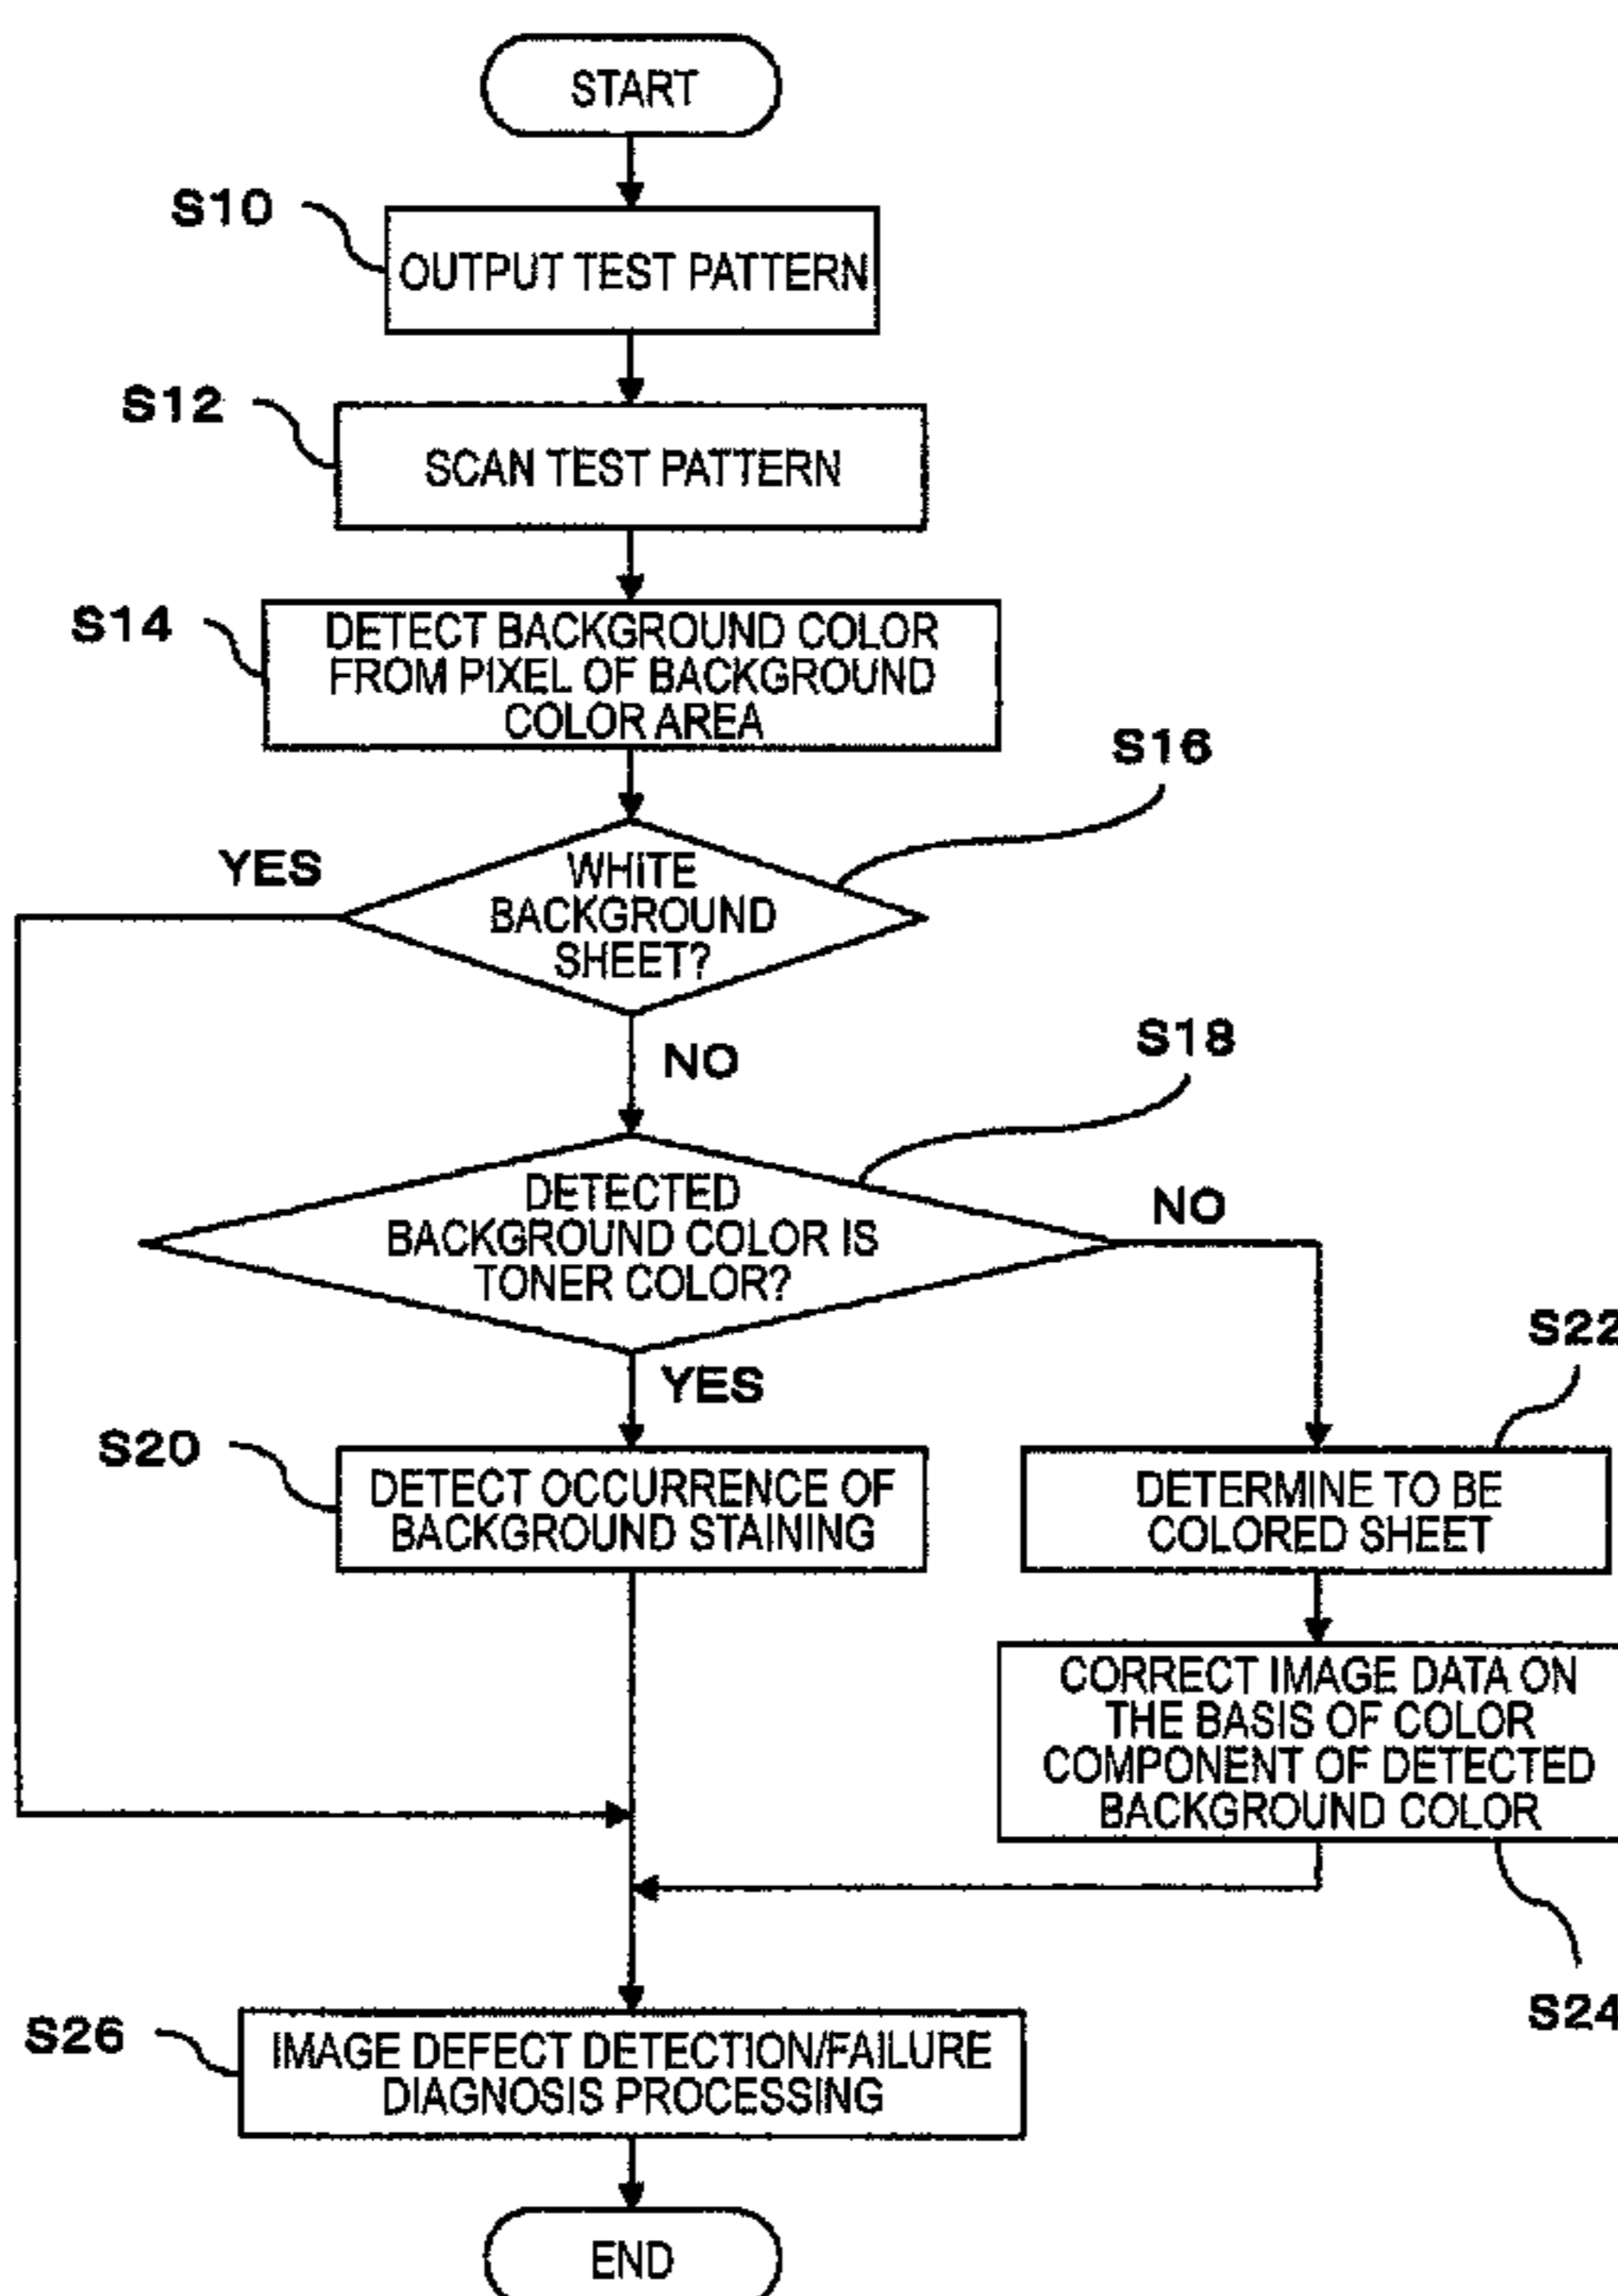 START
S10
OUTPUT TEST PATTERN
S12
SCAN TEST PATTERN
S14
DETECT BACKGROUND COLOR
FROM PIXEL OF BACKGROUND
COLOR AREA
S16
YES
WHITE
BACKGROUND
SHEET?
NO
S18
DETECTED
BACKGROUND COLOR IS
TONER COLOR?
NO
YES
S22
S20
DETECT OCCURRENCE OF
BACKGROUND STAINING
DETERMINE TO BE
COLORED SHEET
CORRECT IMAGE DATA ON
THE BASIS OF COLOR
COMPONENT OF DETECTED
BACKGROUND COLOR
S24
S26
IMAGE DEFECT DETECTION/FAILURE
DIAGNOSIS PROCESSING
END